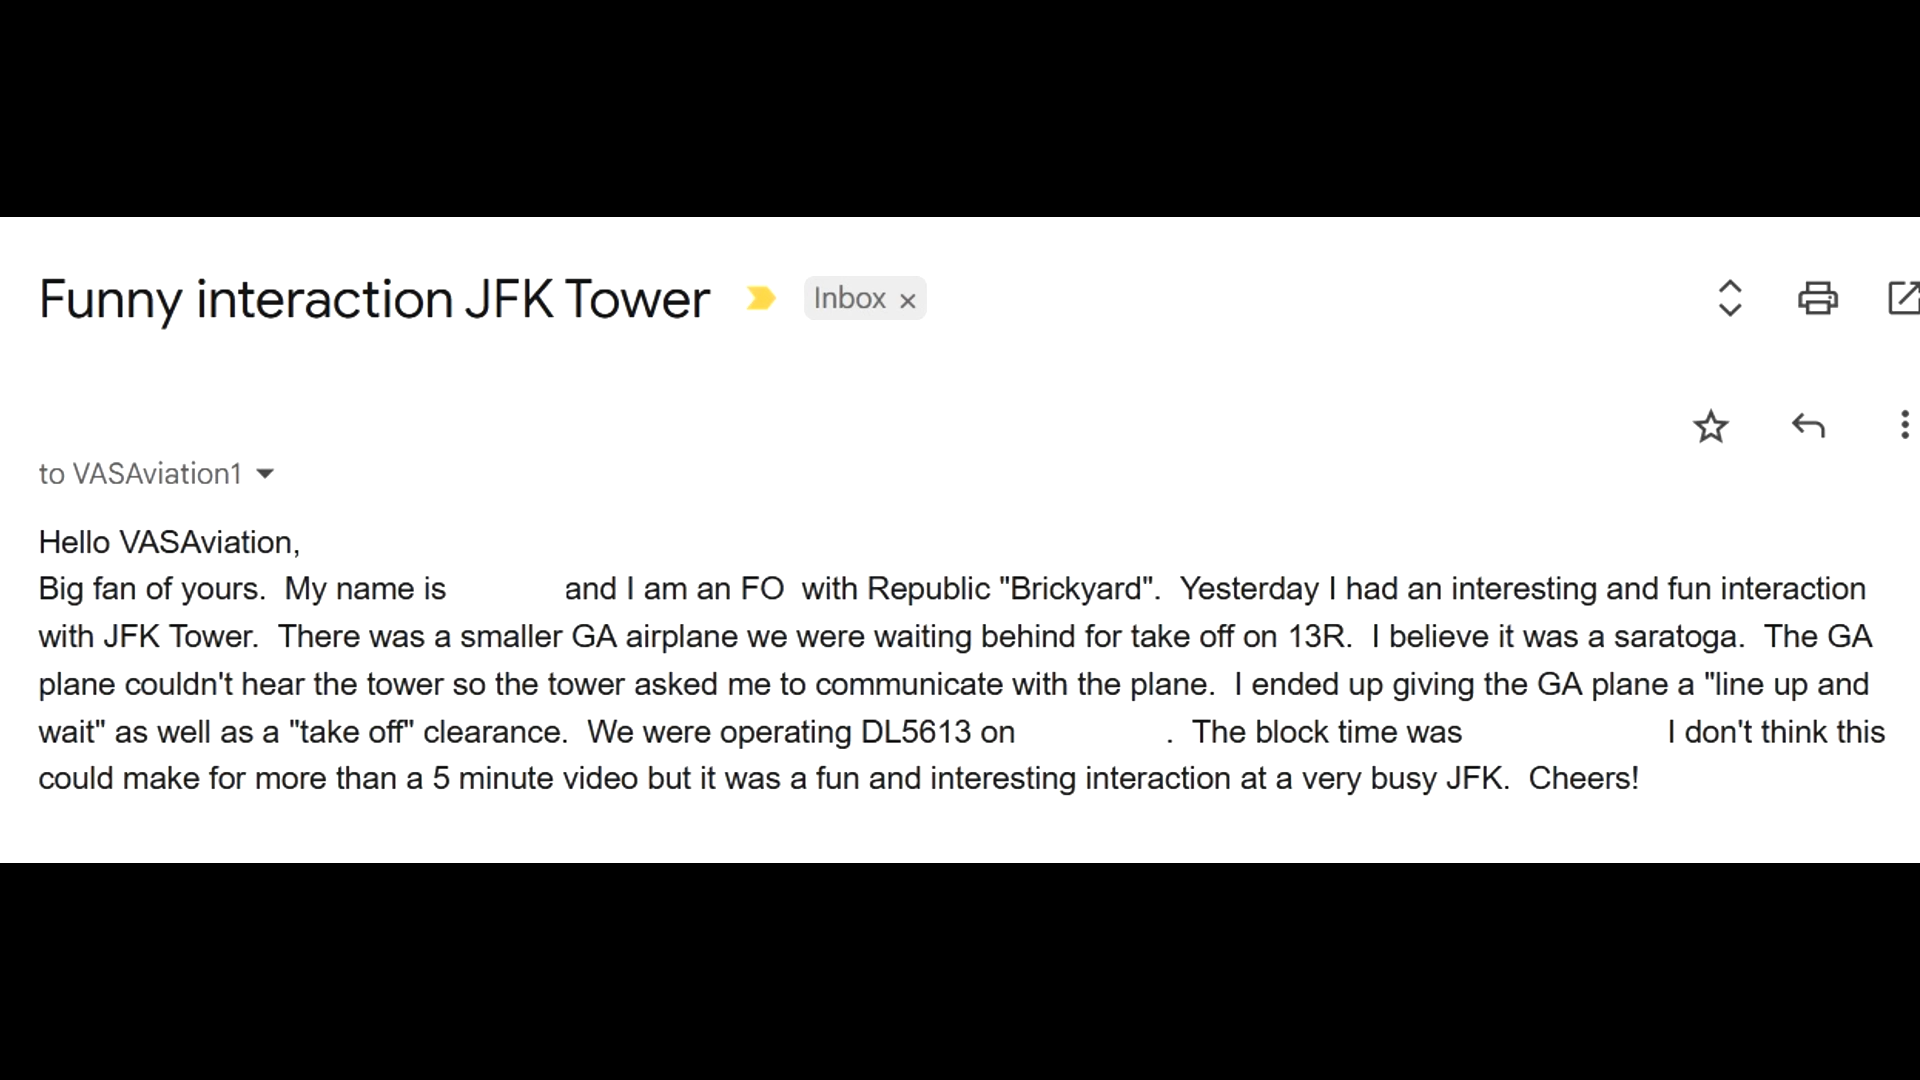 Funny interaction JFK Tower Inbox ×
to VASAviation1
Hello VASAviation,
Big fan of yours.  My name is and I am an FO  with Republic "Brickyard".  Yesterday I had an interesting and fun interaction
with JFK Tower.  There was a smaller GA airplane we were waiting behind for take off on 13R.  I believe it was a saratoga.  The GA
plane couldn't hear the tower so the tower asked me to communicate with the plane.  I ended up giving the GA plane a "line up and
wait" as well as a "take off" clearance.  We were operating DL5613 on .  The block time was I don't think this
could make for more than a 5 minute video but it was a fun and interesting interaction at a very busy JFK.  Cheers!